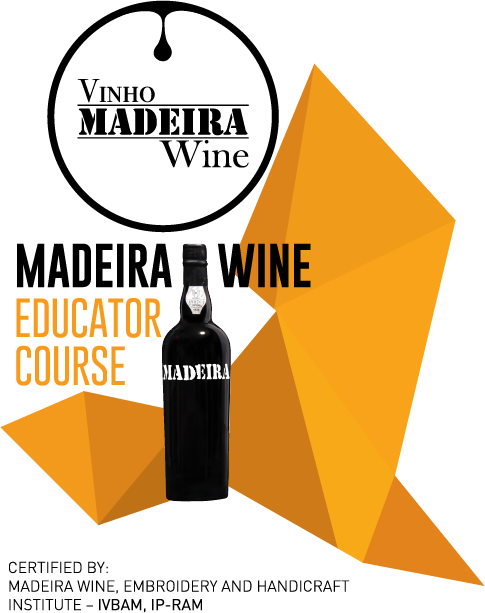 VINHO
MADEIRA
Wine
MADEIRA WINE
EDUCATOR
COURSE
MADEIRA
CERTIFIED BY:
MADEIRA WINE, EMBROIDERY AND HANDICRAFT
INSTITUTE – IVBAM, IP-RAM